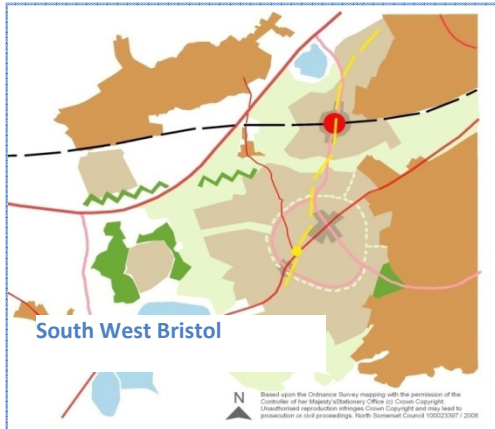 South West Bristol
N
Based upon the Ordnance Survey mapping with the permission of the
Controller of her Majesty'sStationery Office (c) Crown Copyright.
Unauthorised reproduction infringes Crown Copyright and may lead to
prosecution or civil proceedings. North Somerset Council 100023397 / 2008